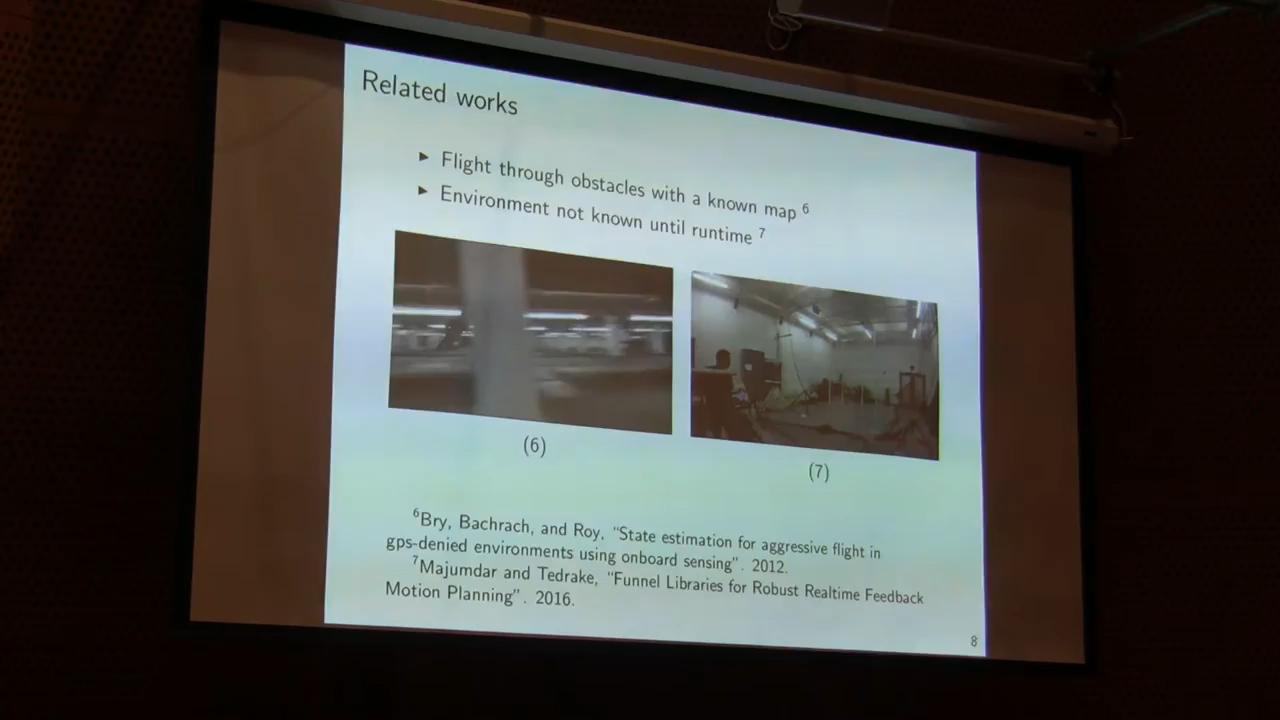 Related works
▶ Flight through obstacles with a known map 6
▶ Environment not known until runtime 7
(6)
(7)
6Bry, Bachrach, and Roy, “State estimation for aggressive flight in
gps-denied environments using onboard sensing”. 2012.
7Majumdar and Tedrake, “Funnel Libraries for Robust Realtime Feedback
Motion Planning”. 2016.
8